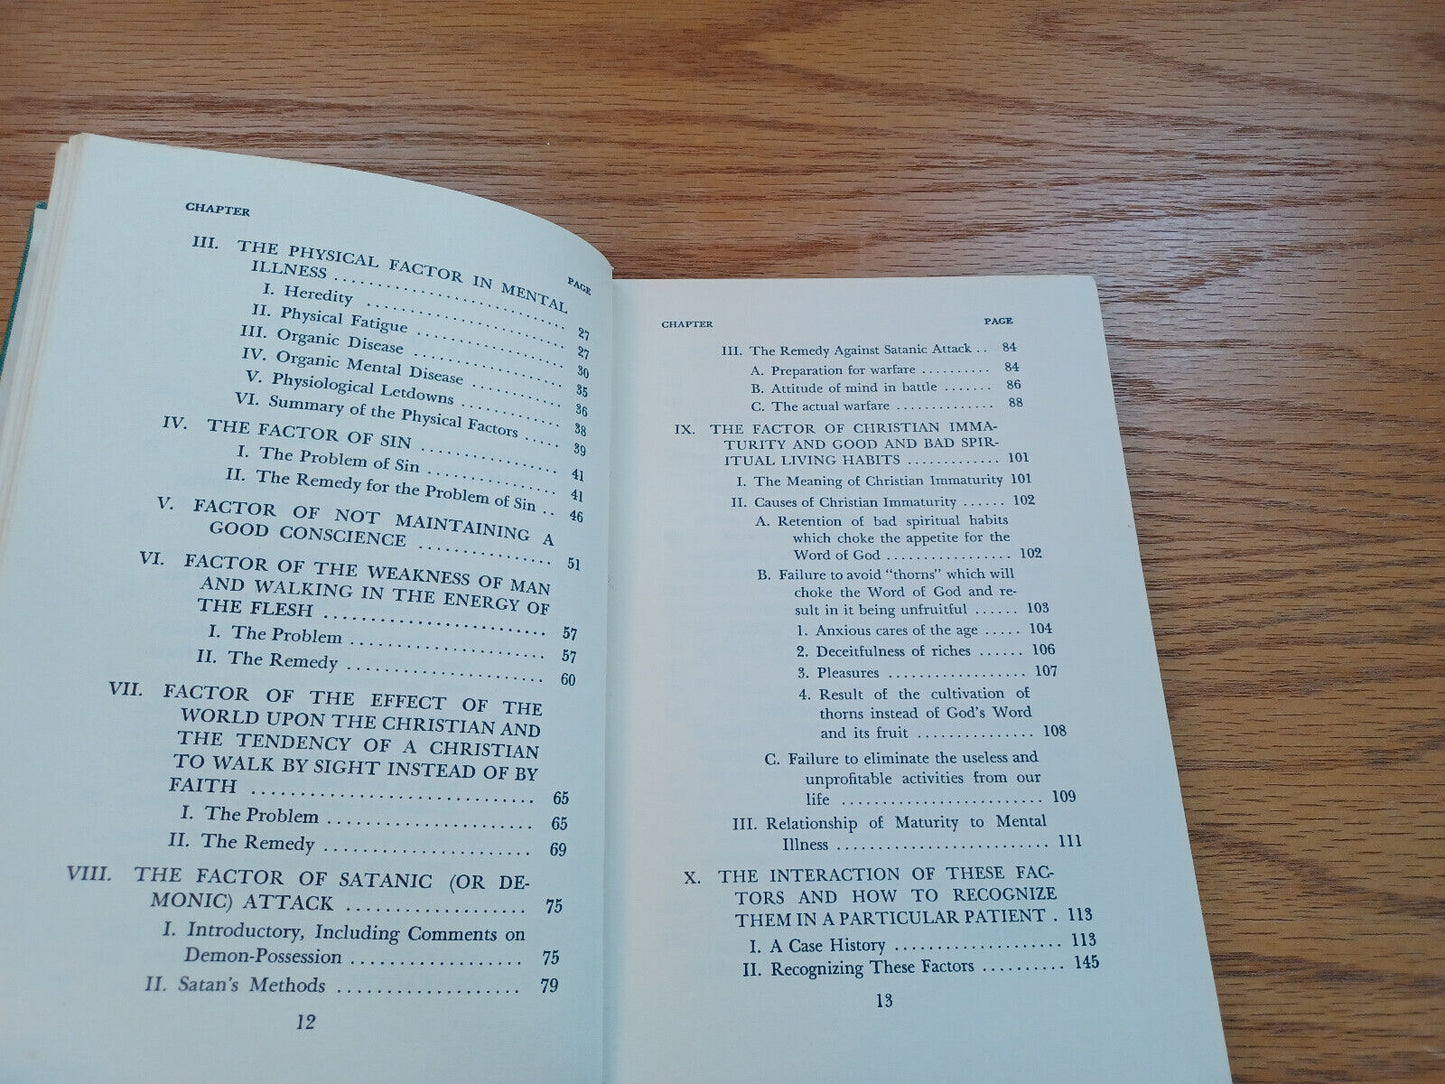 CHAPTER
PAGE
III. THE PHYSICAL FACTOR IN MENTAL
ILLNESS .......................... 27
I. Heredity ........................ 27
II. Physical Fatigue .................. 30
III. Organic Disease .................. 35
IV. Organic Mental Disease .......... 36
V. Physiological Letdowns ............ 38
VI. Summary of the Physical Factors ..... 39
IV. THE FACTOR OF SIN ................ 41
I. The Problem of Sin ................ 41
II. The Remedy for the Problem of Sin .. 46
V. FACTOR OF NOT MAINTAINING A
GOOD CONSCIENCE ............... 51
VI. FACTOR OF THE WEAKNESS OF MAN
AND WALKING IN THE ENERGY OF
THE FLESH ......................... 57
I. The Problem ...................... 57
II. The Remedy ...................... 60
VII. FACTOR OF THE EFFECT OF THE
WORLD UPON THE CHRISTIAN AND
THE TENDENCY OF A CHRISTIAN
TO WALK BY SIGHT INSTEAD OF BY
FAITH .............................. 65
I. The Problem ...................... 65
II. The Remedy ...................... 69
VIII. THE FACTOR OF SATANIC (OR DE-
MONIC) ATTACK ................... 75
I. Introductory, Including Comments on
Demon-Possession .................. 75
II. Satan's Methods ................... 79
12
CHAPTER PAGE
III. The Remedy Against Satanic Attack .. 84
A. Preparation for warfare .......... 84
B. Attitude of mind in battle ....... 86
C. The actual warfare .............. 88
IX. THE FACTOR OF CHRISTIAN IMMA-
TURITY AND GOOD AND BAD SPIR-
ITUAL LIVING HABITS ............ 101
I. The Meaning of Christian Immaturity 101
II. Causes of Christian Immaturity ...... 102
A. Retention of bad spiritual habits
which choke the appetite for the
Word of God ................ 102
B. Failure to avoid "thorns" which will
choke the Word of God and re-
sult in it being unfruitful ...... 103
1. Anxious cares of the age ..... 104
2. Deceitfulness of riches ...... 106
3. Pleasures .................. 107
4. Result of the cultivation of
thorns instead of God's Word
and its fruit ............... 108
C. Failure to eliminate the useless and
unprofitable activities from our
life ......................... 109
III. Relationship of Maturity to Mental
Illness .......................... 111
X. THE INTERACTION OF THESE FAC-
TORS AND HOW TO RECOGNIZE
THEM IN A PARTICULAR PATIENT . 113
I. A Case History .................... 113
II. Recognizing These Factors .......... 145
13